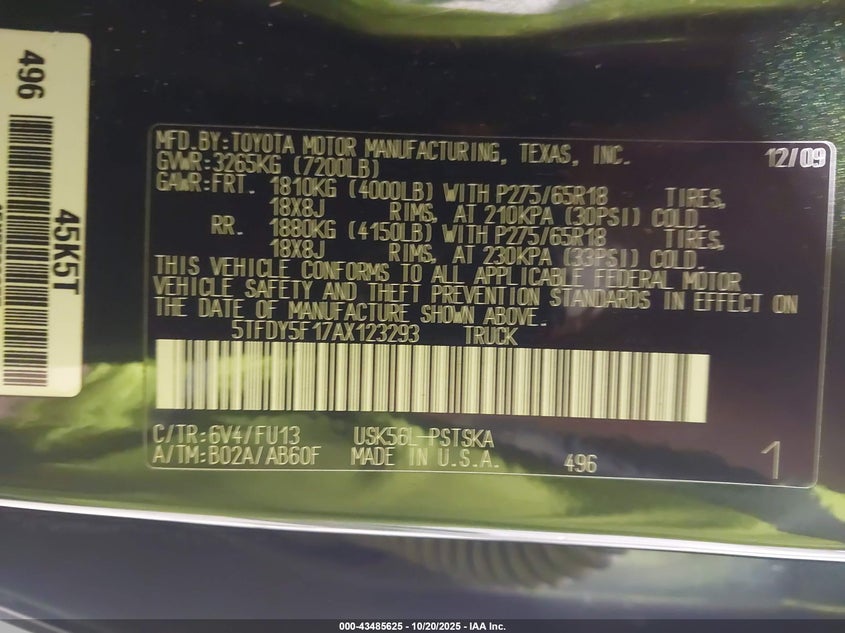 496
45K5T
MFD.BY:TOYOTA MOTOR MANUFACTURING, TEXAS, INC. 12/09
GVWR:3265KG (7200LB)
GAWR:FRT. 1810KG (4000LB) WITH P275/65R18 TIRES,
18X8J RIMS, AT 210KPA (30PSI) COLD
RR. 1880KG (4150LB) WITH P275/65R18 TIRES,
18X8J RIMS, AT 230KPA (33PSI) COLD.
THIS VEHICLE CONFORMS TO ALL APPLICABLE FEDERAL MOTOR
VEHICLE SAFETY AND THEFT PREVENTION STANDARDS IN EFFECT ON
THE DATE OF MANUFACTURE SHOWN ABOVE.
5TFDY5F17AX123293 TRUCK
C/TR:6V4/FU13 USK56L-PSTSKA
A/TM:B02A/AB60F MADE IN U.S.A. 496 1
000-43485625 - 10/20/2025 - IAA Inc.